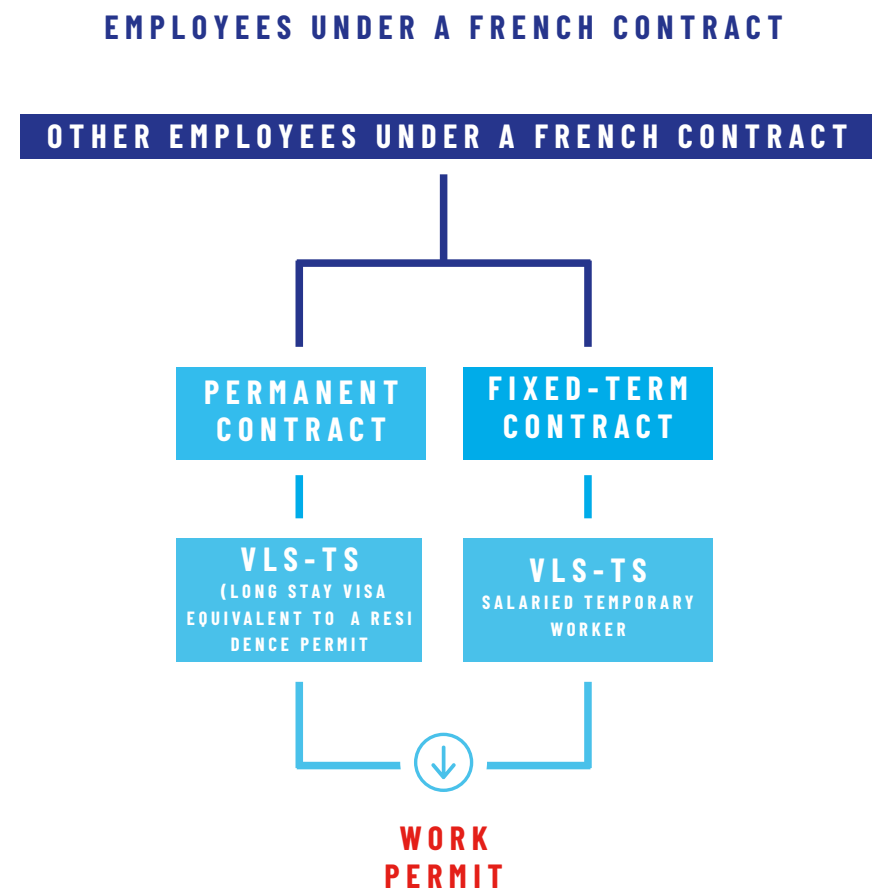 EMPLOYEES UNDER A FRENCH CONTRACT
OTHER EMPLOYEES UNDER A FRENCH CONTRACT
PERMANENT
CONTRACT
FIXED-TERM
CONTRACT
VLS-TS
(LONG STAY VISA
EQUIVALENT TO A RESI
DENCE PERMIT
VLS-TS
SALARIED TEMPORARY
WORKER
WORK
PERMIT